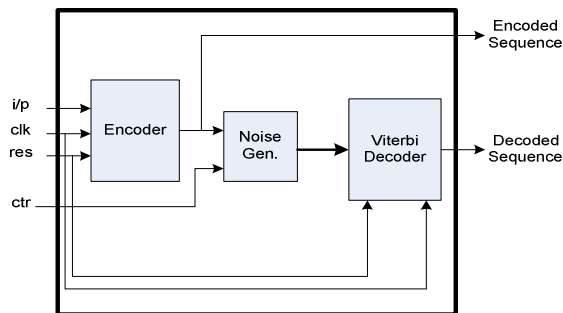 Encoded
Sequence
i/p
clk
res
ctr
Encoder
Noise
Gen.
Viterbi
Decoder
Decoded
Sequence